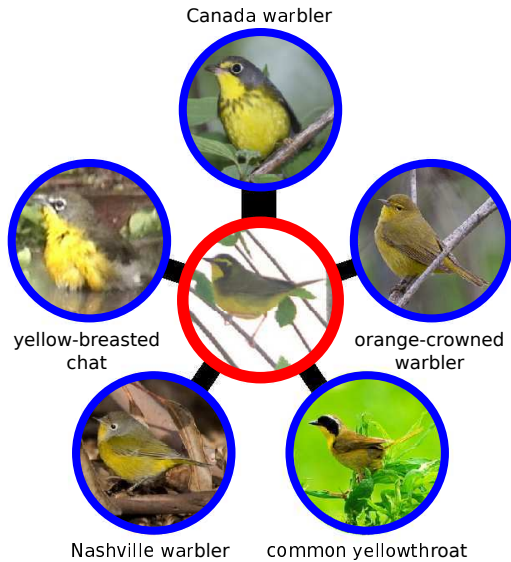 Canada warbler
yellow-breasted
chat
orange-crowned
warbler
Nashville warbler
common yellowthroat